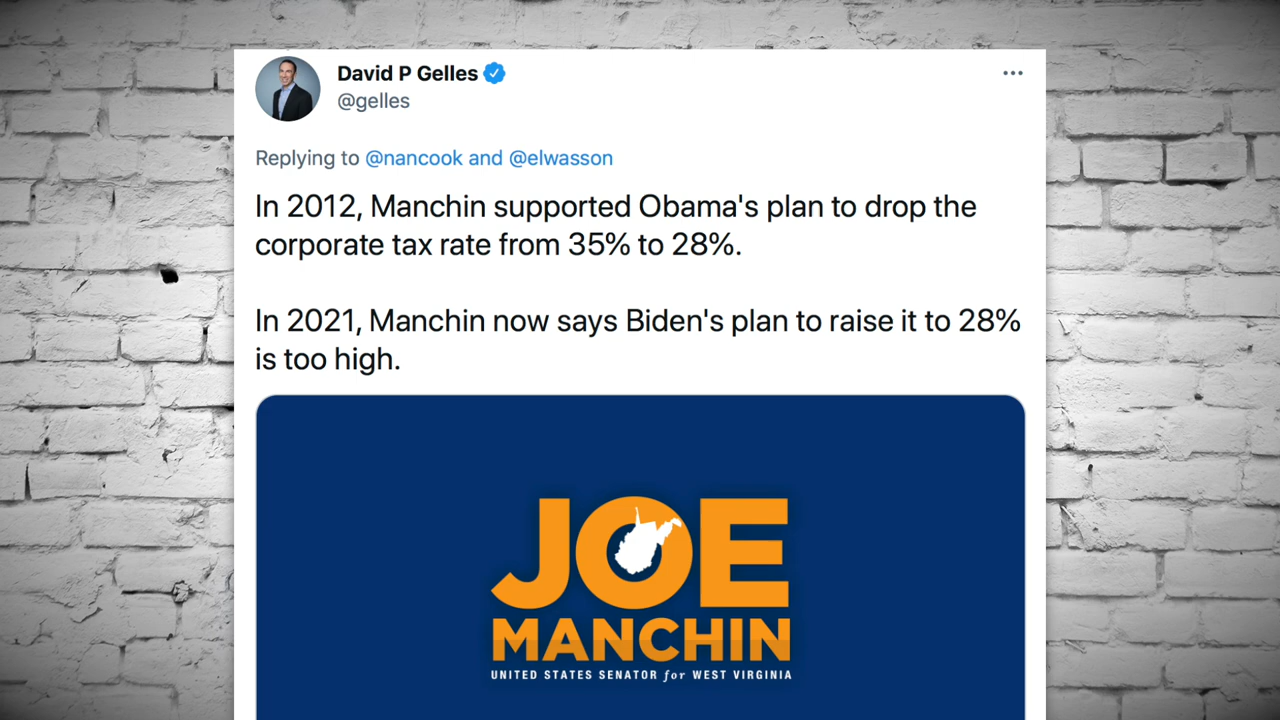 David P Gelles
@gelles
Replying to @nancook and @elwasson
In 2012, Manchin supported Obama's plan to drop the
corporate tax rate from 35% to 28%.
In 2021, Manchin now says Biden's plan to raise it to 28%
is too high.
JOE
MANCHIN
UNITED STATES SENATOR for WEST VIRGINIA